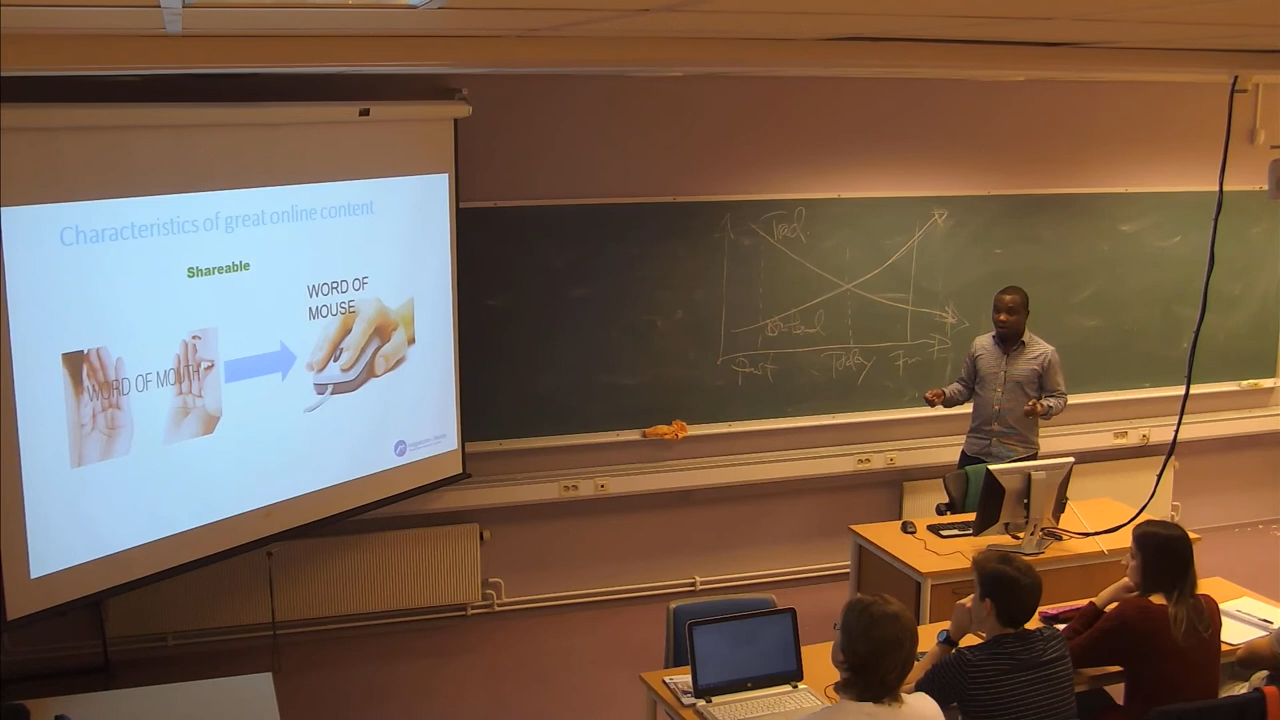 Characteristics of great online content
Shareable
WORD OF
MOUSE
WORD OF MOUTH
Trad.
Past Today